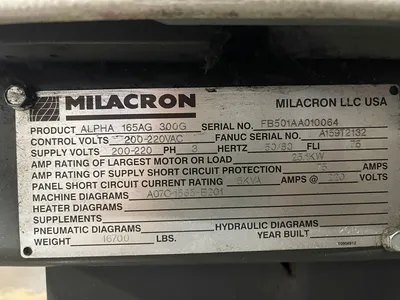 MILACRON
MILACRON LLC USA
PRODUCT ALPHA 165AG 300G SERIAL NO. FB501AA010064
CONTROL VOLTS 200-220VAC FANUC SERIAL NO. A159T2132
SUPPLY VOLTS 200-220 PH 3 HERTZ 50/60 FLI 75
AMP RATING OF LARGEST MOTOR OR LOAD
AMP RATING OF SUPPLY SHORT CIRCUIT PROTECTION
PANEL SHORT CIRCUIT CURRENT RATING 5KVA AMPS @ VOLTS
MACHINE DIAGRAMS
HEATER DIAGRAMS
SUPPLEMENTS
PNEUMATIC DIAGRAMS HYDRAULIC DIAGRAMS
WEIGHT 16700 LBS. YEAR BUILT